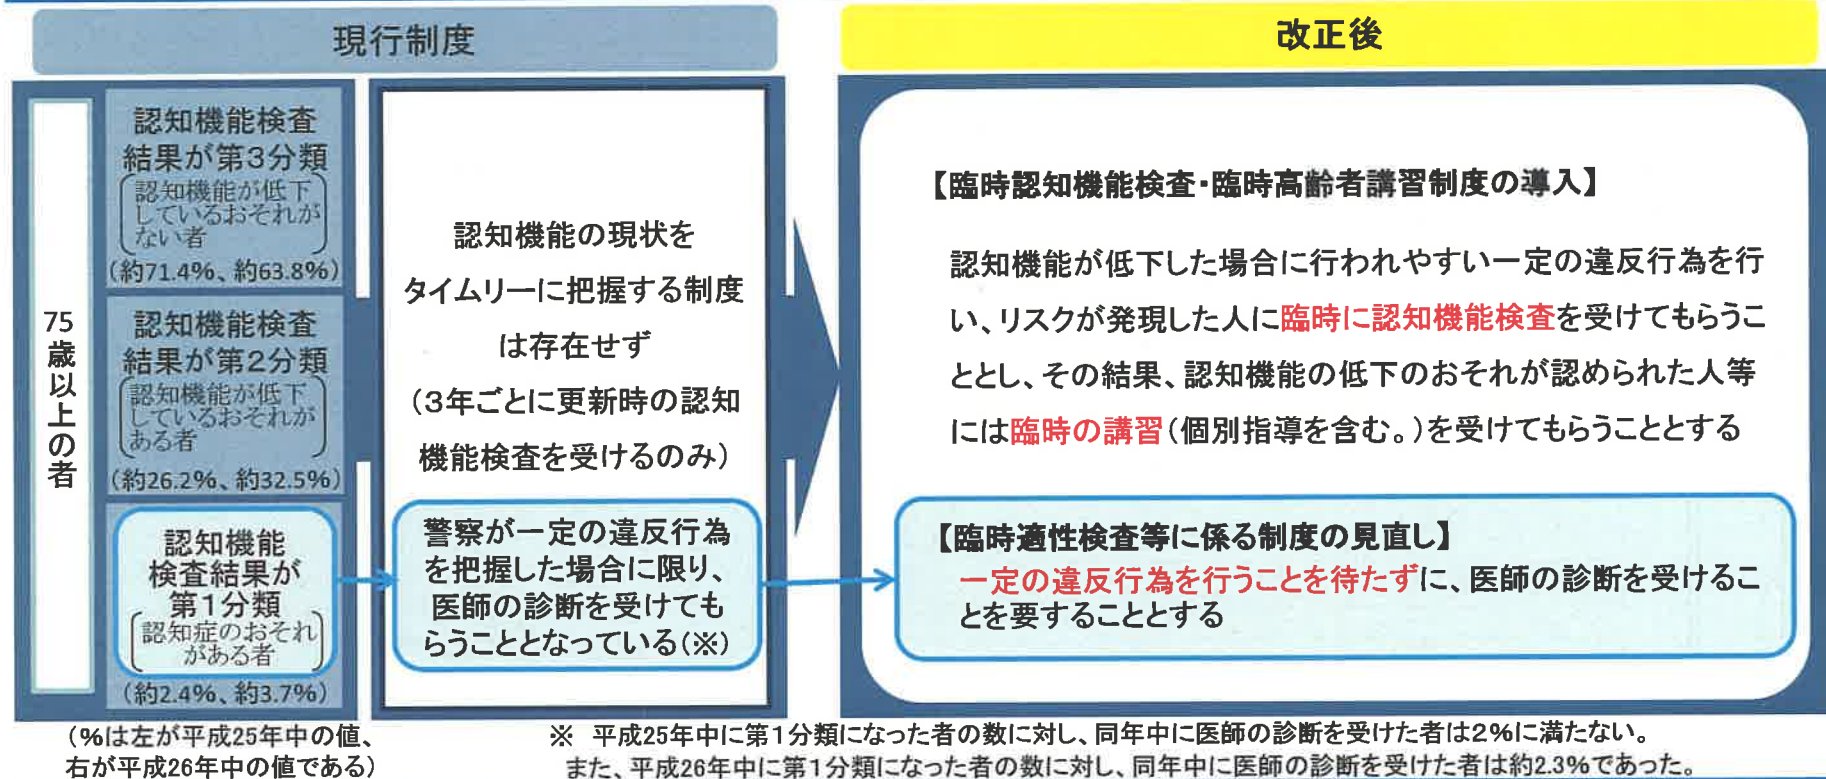 現行制度
改正後
75歳以上の者
認知機能検査
結果が第3分類
認知機能が低下
しているおそれが
ない者
(約71.4%、約63.8%)
認知機能検査
結果が第2分類
認知機能が低下
しているおそれが
ある者
(約26.2%、約32.5%)
認知機能
検査結果が
第1分類
認知症のおそれ
がある者
(約2.4%、約3.7%)
(%は左が平成25年中の値、
右が平成26年中の値である)
認知機能の現状を
タイムリーに把握する制度
は存在せず
(3年ごとに更新時の認知
機能検査を受けるのみ)
警察が一定の違反行為
を把握した場合に限り、
医師の診断を受けても
らうこととなっている(※)
【臨時認知機能検査・臨時高齢者講習制度の導入】
認知機能が低下した場合に行われやすい一定の違反行為を行
い、リスクが発現した人に臨時に認知機能検査を受けてもらうこ
ととし、その結果、認知機能の低下のおそれが認められた人等
には臨時の講習(個別指導を含む。)を受けてもらうこととする
【臨時適性検査等に係る制度の見直し】
一定の違反行為を行うことを待たずに、医師の診断を受けるこ
とを要することとする
※ 平成25年中に第1分類になった者の数に対し、同年中に医師の診断を受けた者は2%に満たない。
また、平成26年中に第1分類になった者の数に対し、同年中に医師の診断を受けた者は約2.3%であった。